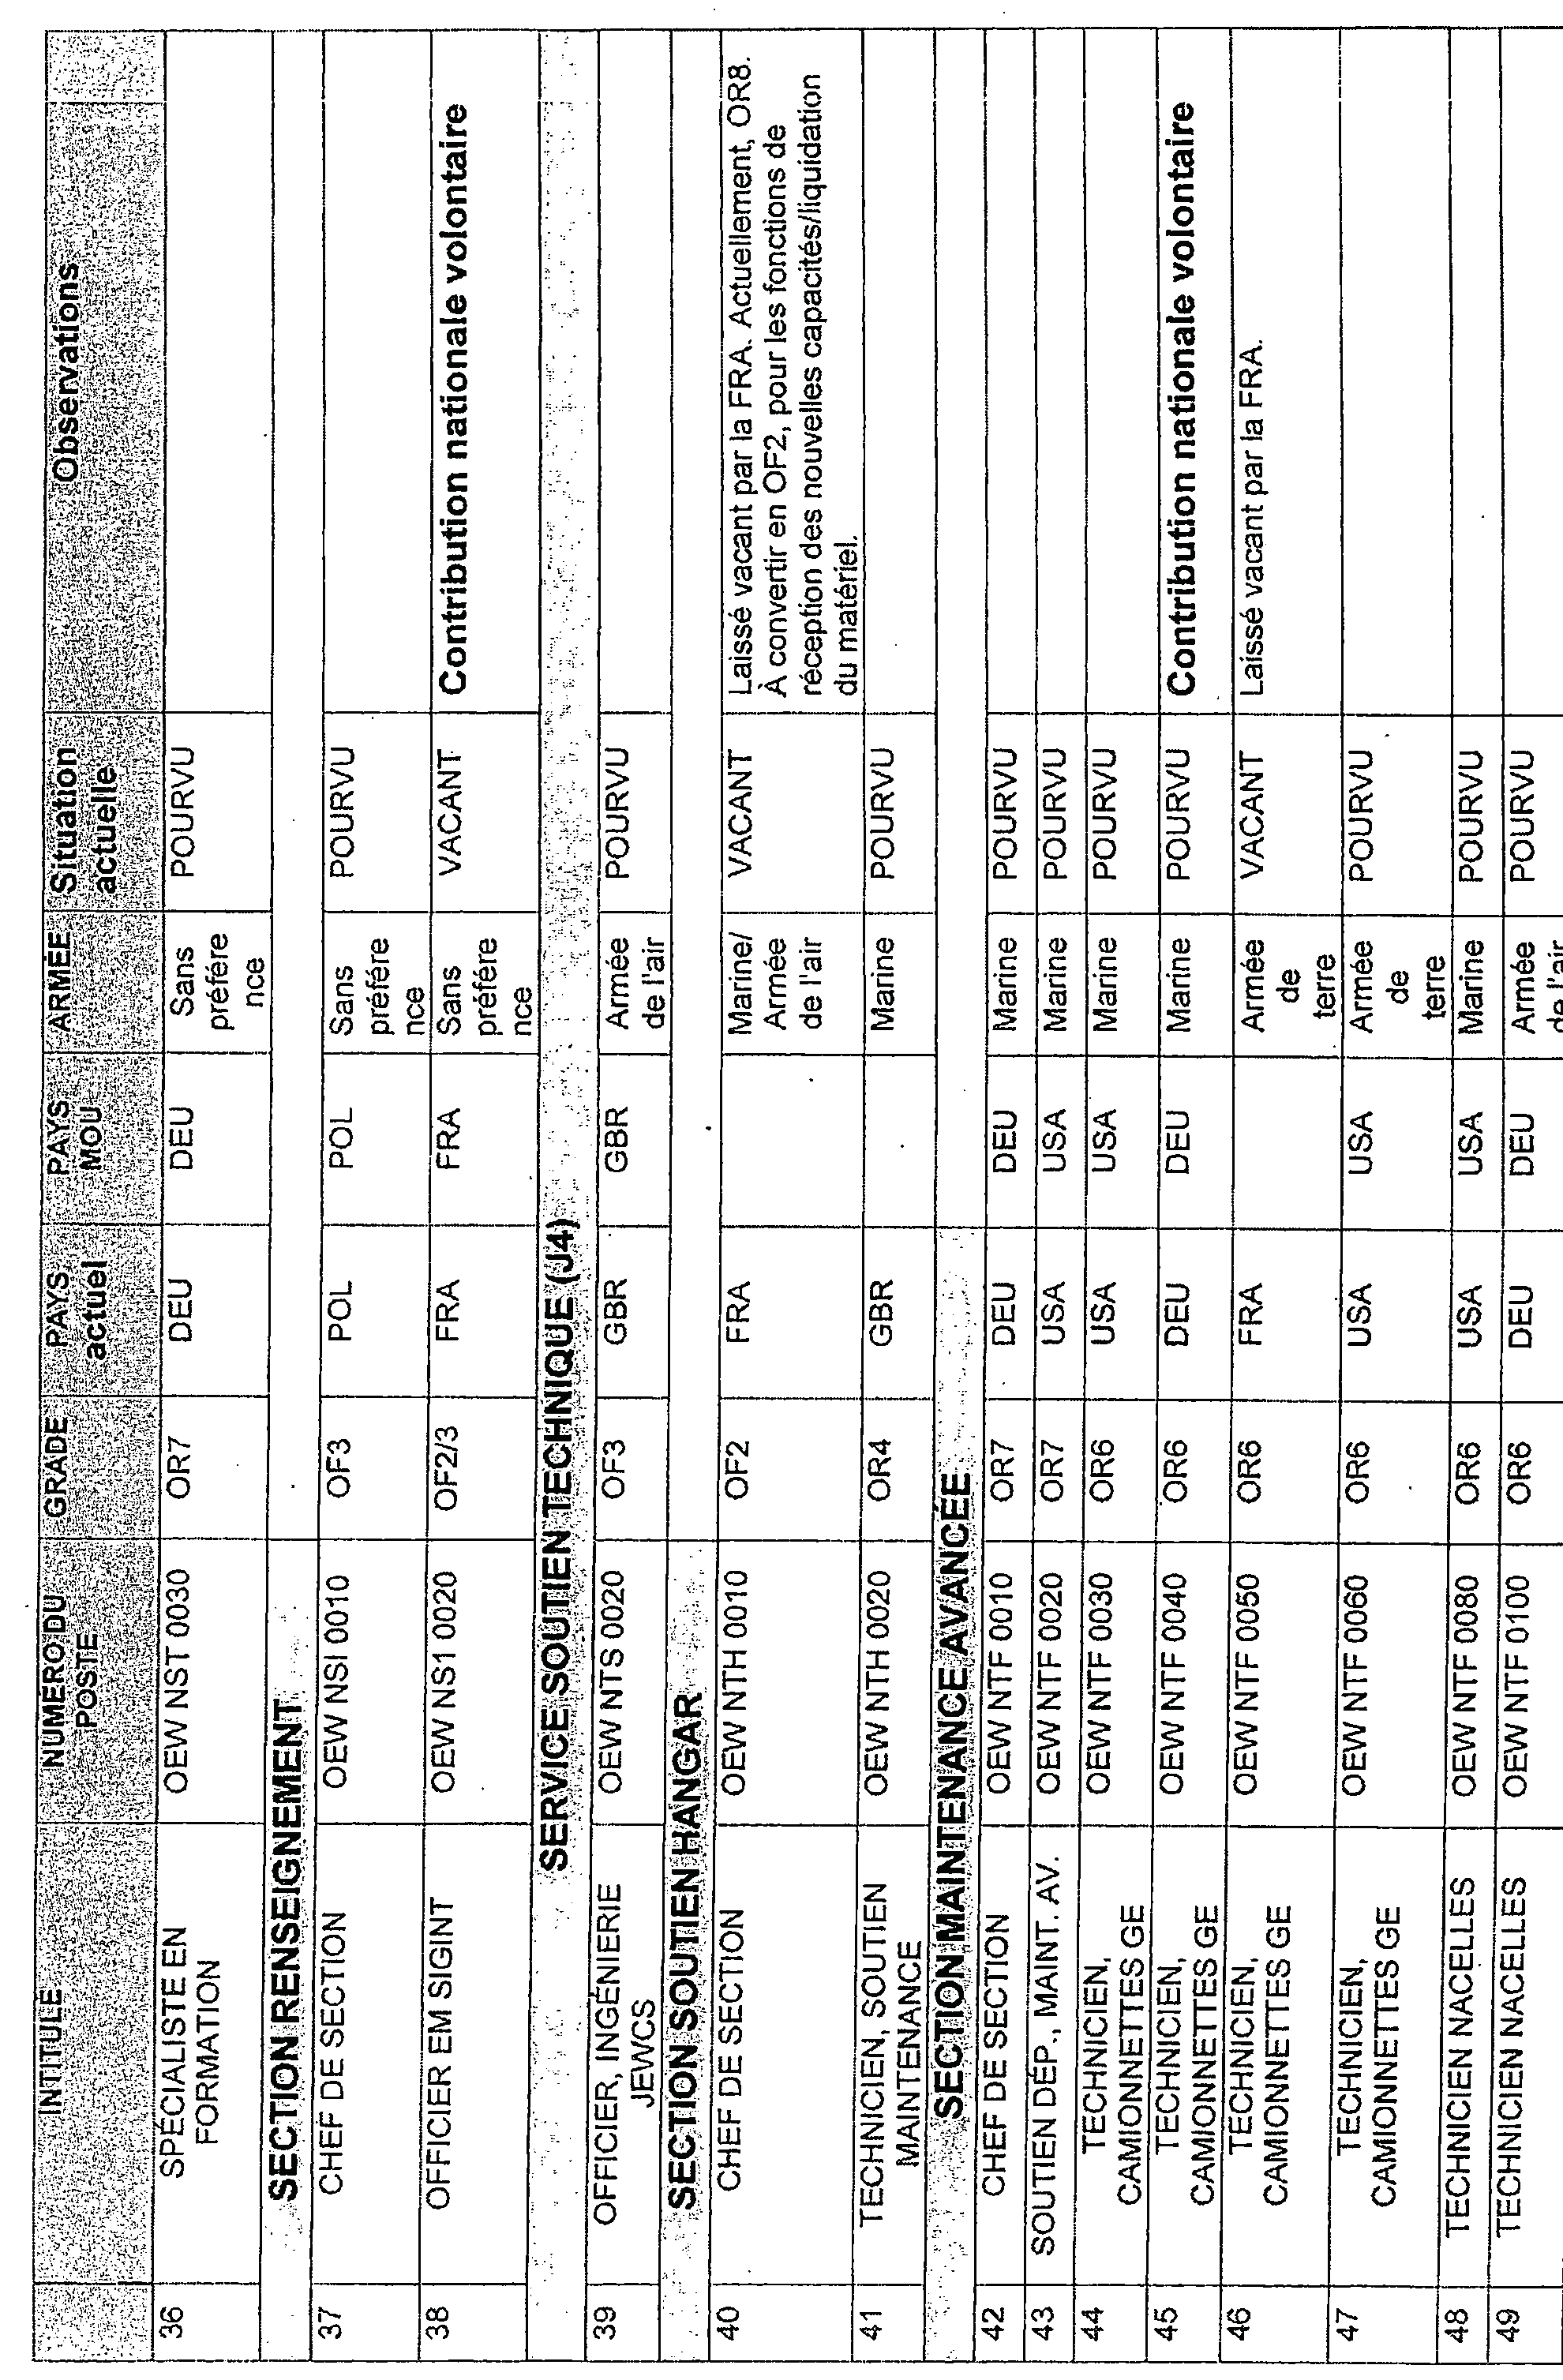 INTITULÉ NUMÉRO DU POSTE GRADE PAYS actuel PAYS MOU ARMÉE Situation actuelle Observations
36 SPÉCIALISTE EN FORMATION OEW NST 0030 OR7 DEU DEU Sans préfére nce POURVU
SECTION RENSEIGNEMENT
37 CHEF DE SECTION OEW NSI 0010 OF3 POL POL Sans préfére nce POURVU
38 OFFICIER EM SIGINT OEW NS1 0020 OF2/3 FRA FRA Sans préfére nce VACANT Contribution nationale volontaire
SERVICE SOUTIEN TECHNIQUE (J4)
39 OFFICIER, INGÉNIERIE JEWCS OEW NTS 0020 OF3 GBR GBR Armée de l'air POURVU
SECTION SOUTIEN HANGAR
40 CHEF DE SECTION OEW NTH 0010 OF2 FRA Marine/ Armée de l'air VACANT Laissé vacant par la FRA. Actuellement, OR8.
À convertir en OF2, pour les fonctions de
réception des nouvelles capacités/liquidation
du matériel.
41 TECHNICIEN, SOUTIEN MAINTENANCE OEW NTH 0020 OR4 GBR Marine POURVU
SECTION MAINTENANCE AVANCÉE
42 CHEF DE SECTION OEW NTF 0010 OR7 DEU DEU Marine POURVU
43 SOUTIEN DÉP., MAINT. AV. OEW NTF 0020 OR7 USA USA Marine POURVU
44 TECHNICIEN, CAMIONNETTES GE OEW NTF 0030 OR6 USA USA Marine POURVU
45 TECHNICIEN, CAMIONNETTES GE OEW NTF 0040 OR6 DEU DEU Marine POURVU Contribution nationale volontaire
46 TECHNICIEN, CAMIONNETTES GE OEW NTF 0050 OR6 FRA Armée de terre VACANT Laissé vacant par la FRA.
47 TECHNICIEN, CAMIONNETTES GE OEW NTF 0060 OR6 USA USA Armée de terre POURVU
48 TECHNICIEN NACELLES OEW NTF 0080 OR6 USA USA Marine POURVU
49 TECHNICIEN NACELLES OEW NTF 0100 OR6 DEU DEU Armée de l'air POURVU